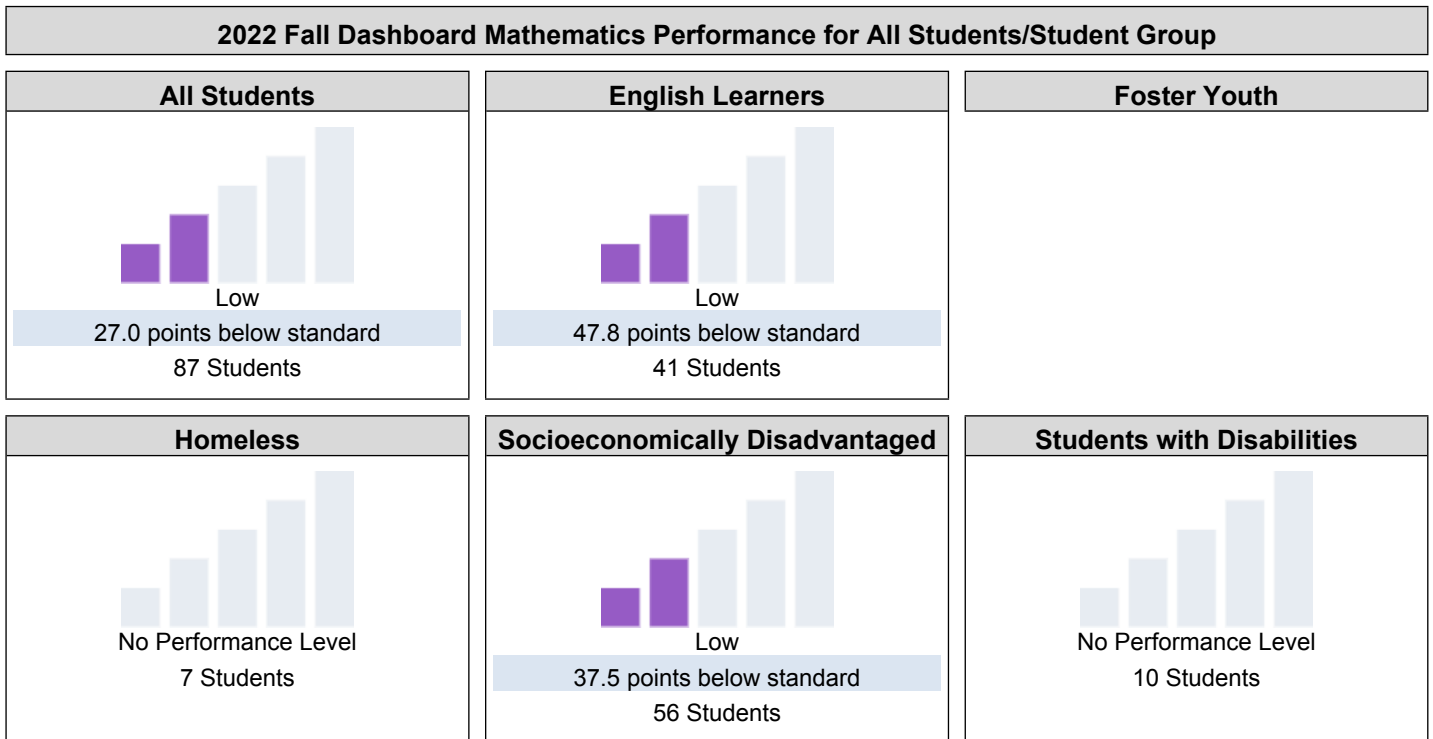 2022 Fall Dashboard Mathematics Performance for All Students/Student Group
All Students
Low
27.0 points below standard
87 Students
English Learners
Low
47.8 points below standard
41 Students
Foster Youth
Homeless
No Performance Level
7 Students
Socioeconomically Disadvantaged
Low
37.5 points below standard
56 Students
Students with Disabilities
No Performance Level
10 Students